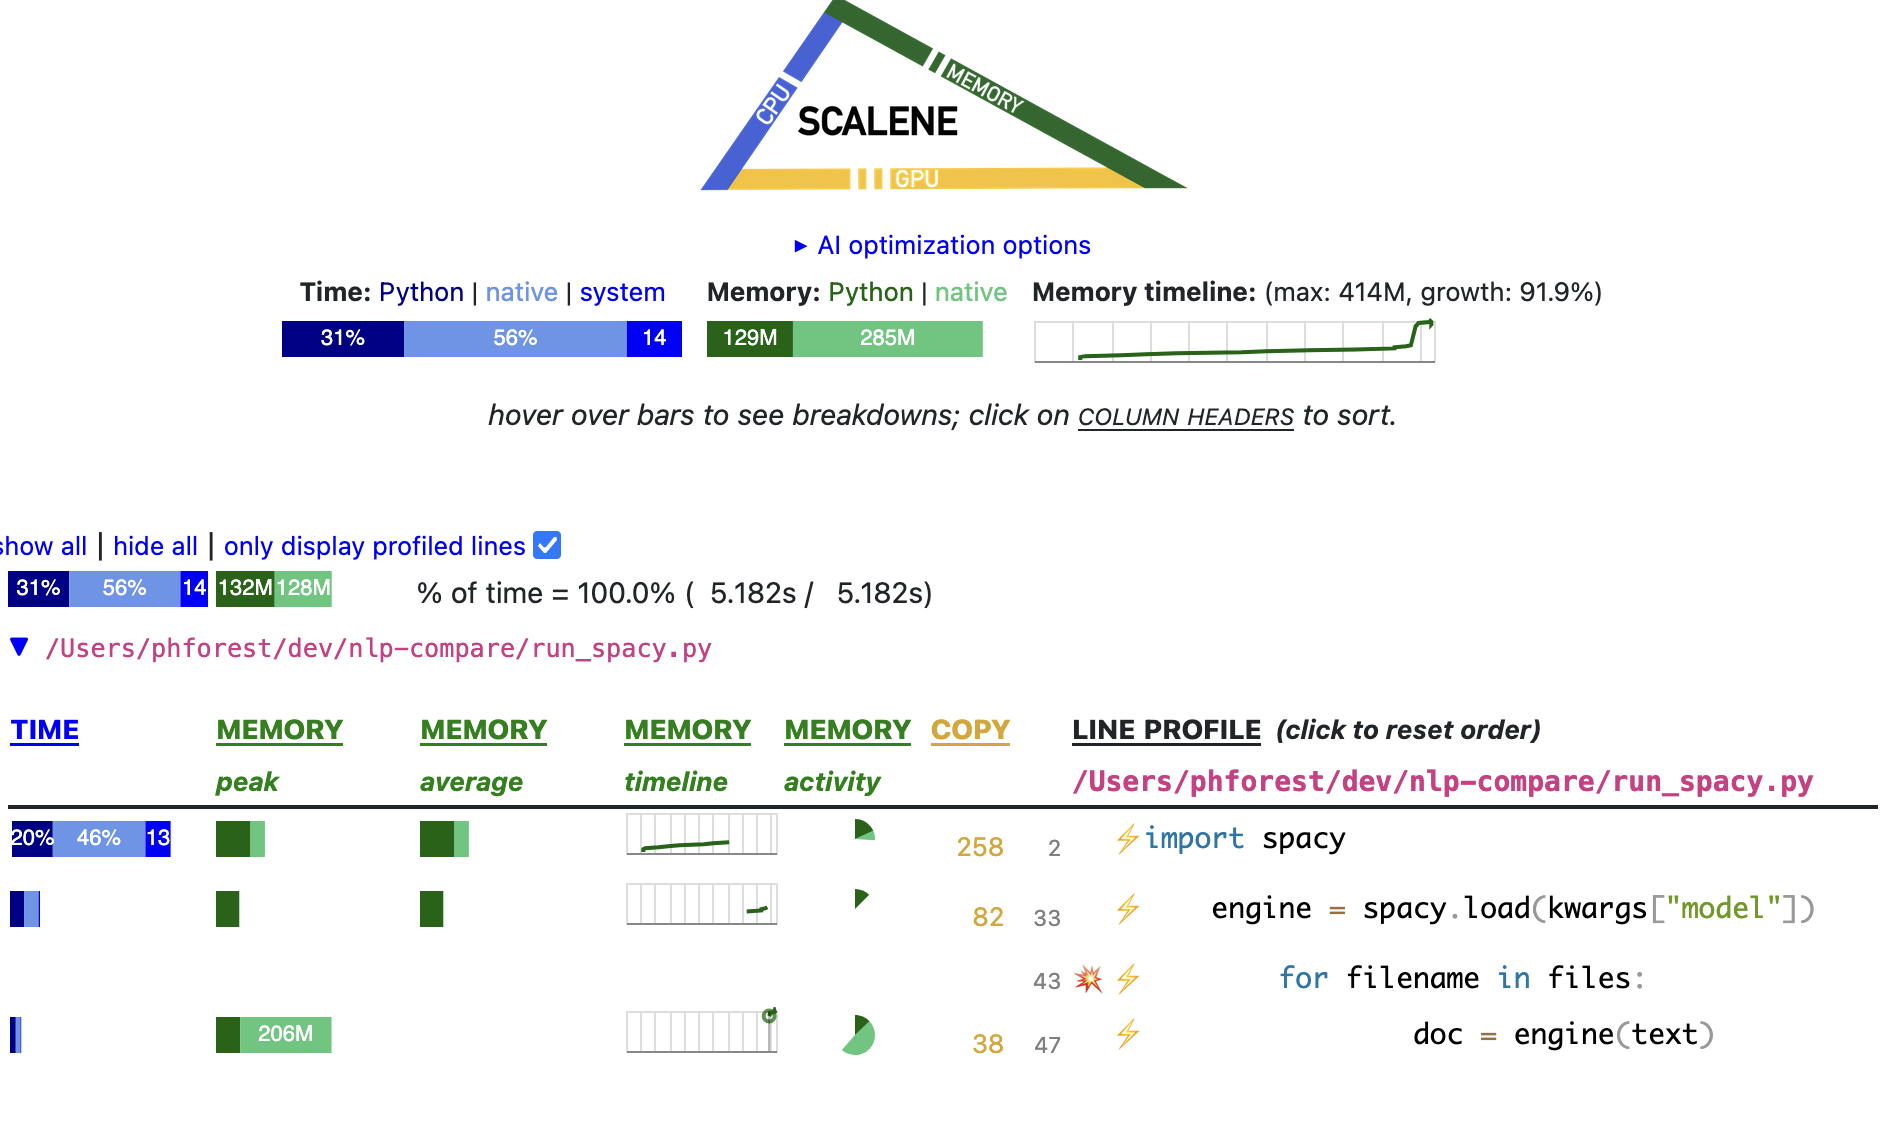 CPU
MEMORY
SCALENE
GPU
▶ AI optimization options
Time: Python | native | system
Memory: Python | native
Memory timeline: (max: 414M, growth: 91.9%)
31% 56% 14
129M 285M
hover over bars to see breakdowns; click on COLUMN HEADERS to sort.
show all | hide all | only display profiled lines
31% 56% 14 132M 128M % of time = 100.0% ( 5.182s / 5.182s)
▼ /Users/phforest/dev/nlp-compare/run_spacy.py
TIME MEMORY MEMORY MEMORY MEMORY COPY LINE PROFILE (click to reset order)
peak average timeline activity /Users/phforest/dev/nlp-compare/run_spacy.py
20% 46% 13 258 2 ⚡import spacy
82 33 ⚡ engine = spacy.load(kwargs["model"])
43 💥 ⚡ for filename in files:
206M 38 47 ⚡ doc = engine(text)